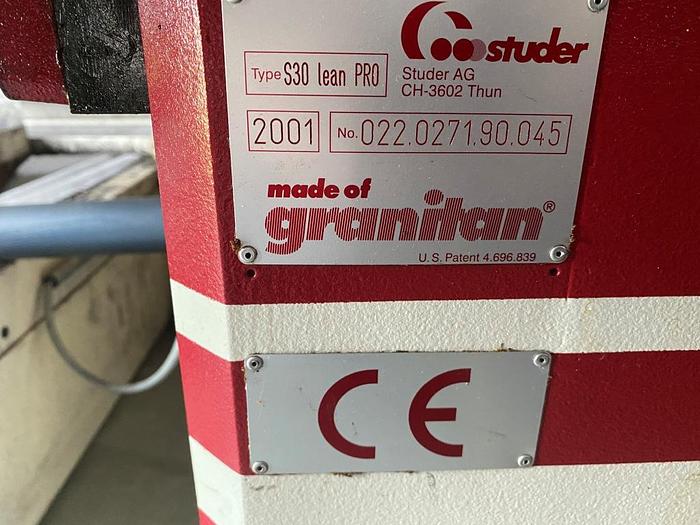 studer
Type S30 lean PRO
Studer AG
CH-3602 Thun
2001 No. 022.0271.90.045
made of
granitan®
U.S. Patent 4.696.839
CE